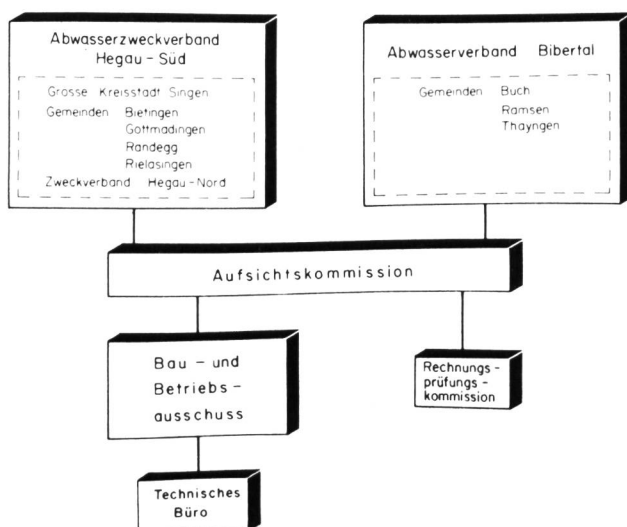 Abwasserzweckverband
Hegau – Süd
Grosse Kreisstadt Singen
Gemeinden Bietingen
Gottmadingen
Randegg
Rielasingen
Zweckverband Hegau – Nord
Abwasserverband Bibertal
Gemeinden Buch
Ramsen
Thayngen
Aufsichtskommission
Bau – und
Betriebs –
ausschuss
Rechnungs –
prüfungs –
kommission
Technisches
Büro